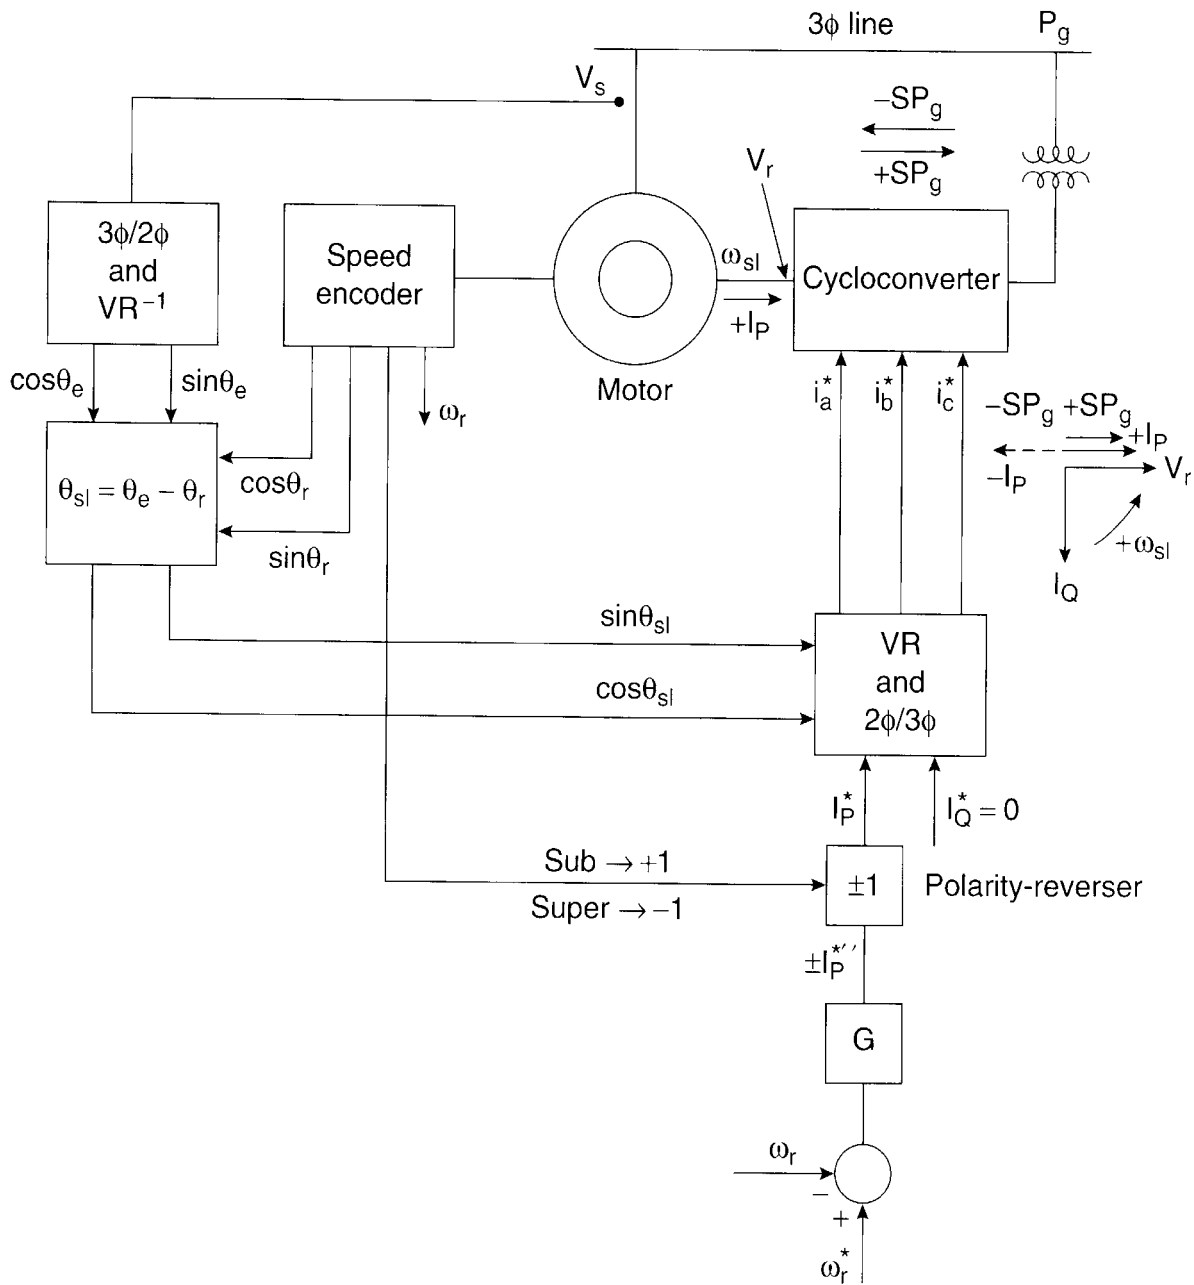 3ϕ line
P_g
V_s
−SP_g
+SP_g
V_r
3ϕ/2ϕ
and
VR⁻¹
Speed
encoder
ω_sl
+I_P
Cycloconverter
Motor
cosθ_e
sinθ_e
ω_r
i_a*
i_b*
i_c*
−SP_g +SP_g
+I_P
−I_P
V_r
+ω_sl
I_Q
θ_sl = θ_e − θ_r
cosθ_r
sinθ_r
sinθ_sl
cosθ_sl
VR
and
2ϕ/3ϕ
I_P*
I_Q* = 0
Sub → +1
Super → −1
±1
Polarity-reverser
±I_P*′′
G
ω_r
−
+
ω_r*